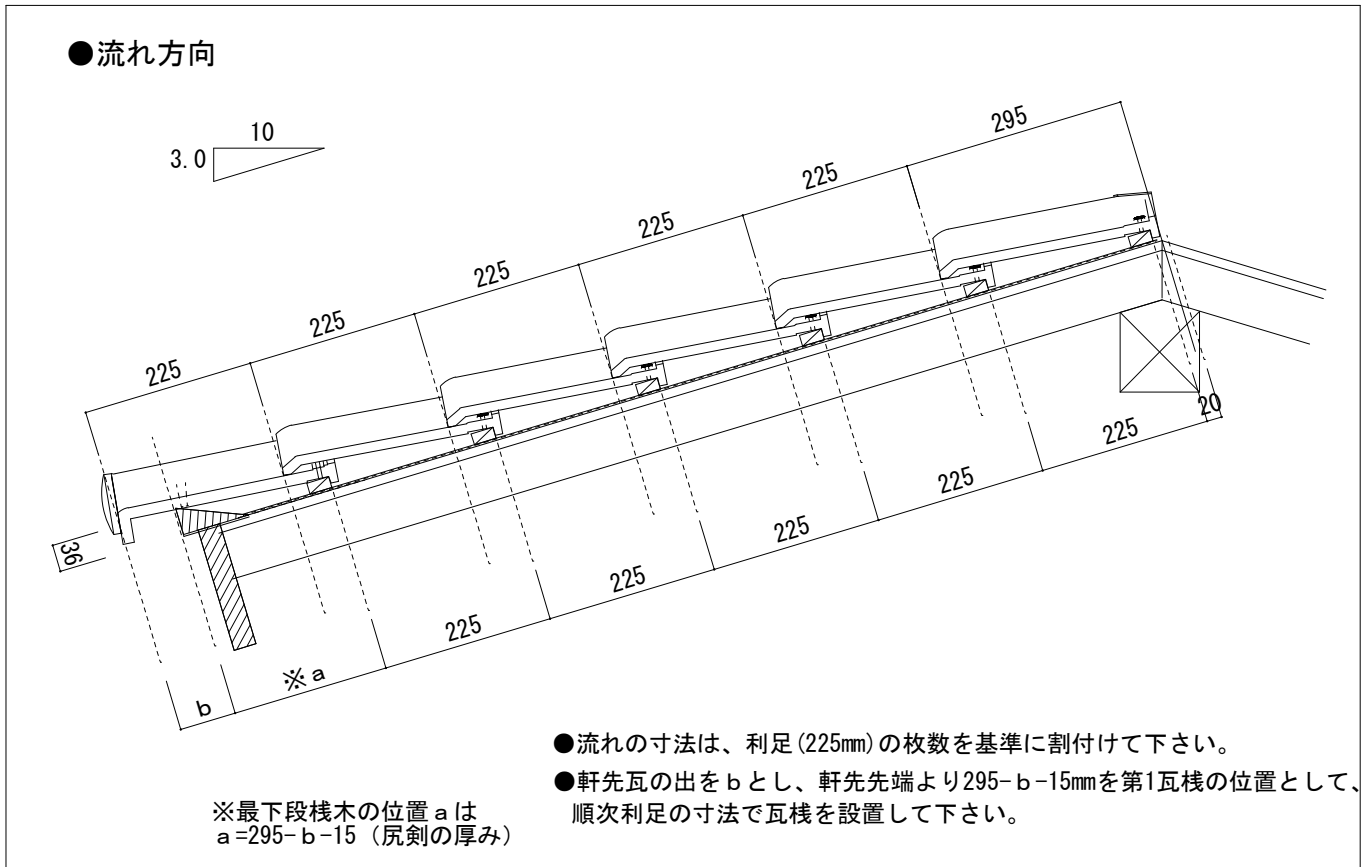 ●流れ方向
10
3.0
295
225
225
225
225
225
20
225
225
225
225
225
36
※a
b
●流れの寸法は、利足(225mm)の枚数を基準に割付けて下さい。
●軒先瓦の出をbとし、軒先先端より295-b-15mmを第1瓦桟の位置として、
順次利足の寸法で瓦桟を設置して下さい。
※最下段桟木の位置aは
a=295-b-15 (尻剣の厚み)